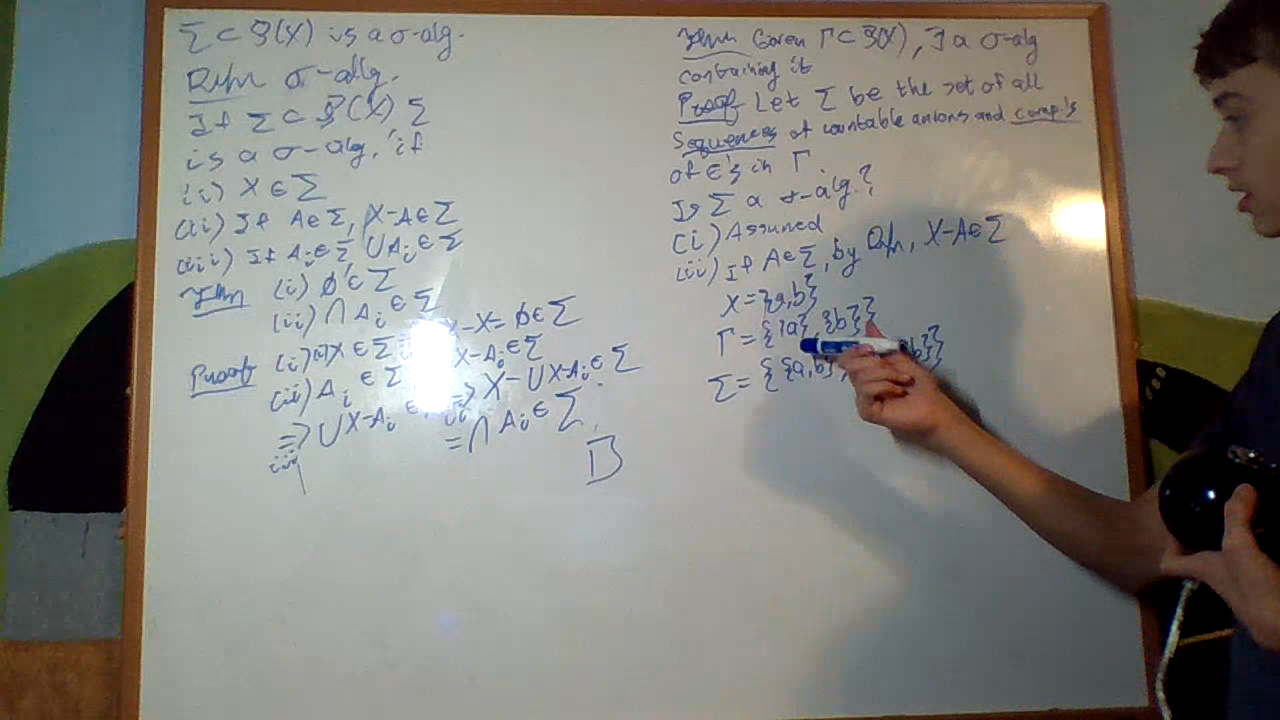 Σ ⊂ P(X) is a σ-alg.
Defn σ-alg.
If Σ ⊂ P(X) Σ
is a σ-alg, if
(i) X ∈ Σ
(ii) If A∈Σ, X-A∈Σ
(iii) If Aᵢ∈Σ, ∪Aᵢ∈Σ
Thm (i) ϕ ∈ Σ
(ii) ∩ Aᵢ ∈ Σ
Proof (i) X ∈ Σ X-X= ϕ∈Σ
(ii) Aᵢ ∈ Σ X-Aᵢ∈Σ
=> ∪X-Aᵢ ∈ => X-∪X-Aᵢ∈Σ
iii
= ∩ Aᵢ ∈ Σ.
Thm Given Γ⊂P(X), ∃ a σ-alg
containing it
Proof Let Σ be the set of all
Sequences of countable unions and comp's
of ∈'s in Γ
Is Σ a σ-alg.?
(i) Assumed
(ii) If A∈Σ, by Defn, X-A∈Σ
X={a,b}
Γ={{a},{b}}
Σ={{a,b}, b}}